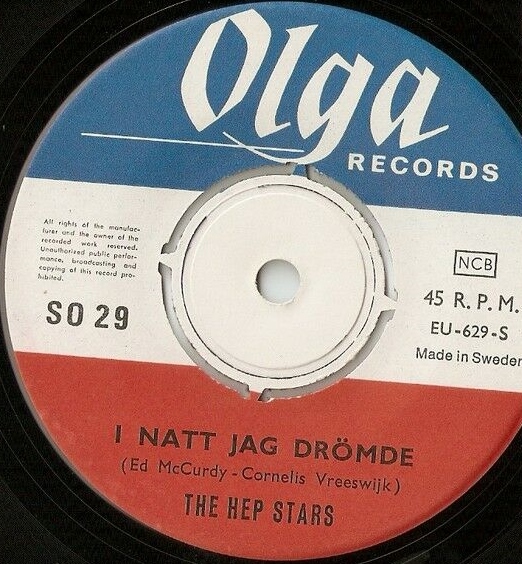 Olga
RECORDS
All rights of the manufac-
turer and the owner of the
recorded work reserved.
Unauthorized public perfor-
mance, broadcasting and
copying of this record pro-
hibited.
SO 29
NCB
45 R.P.M.
EU-629-S
Made in Sweden
I NATT JAG DRÖMDE
(Ed McCurdy - Cornelis Vreeswijk)
THE HEP STARS